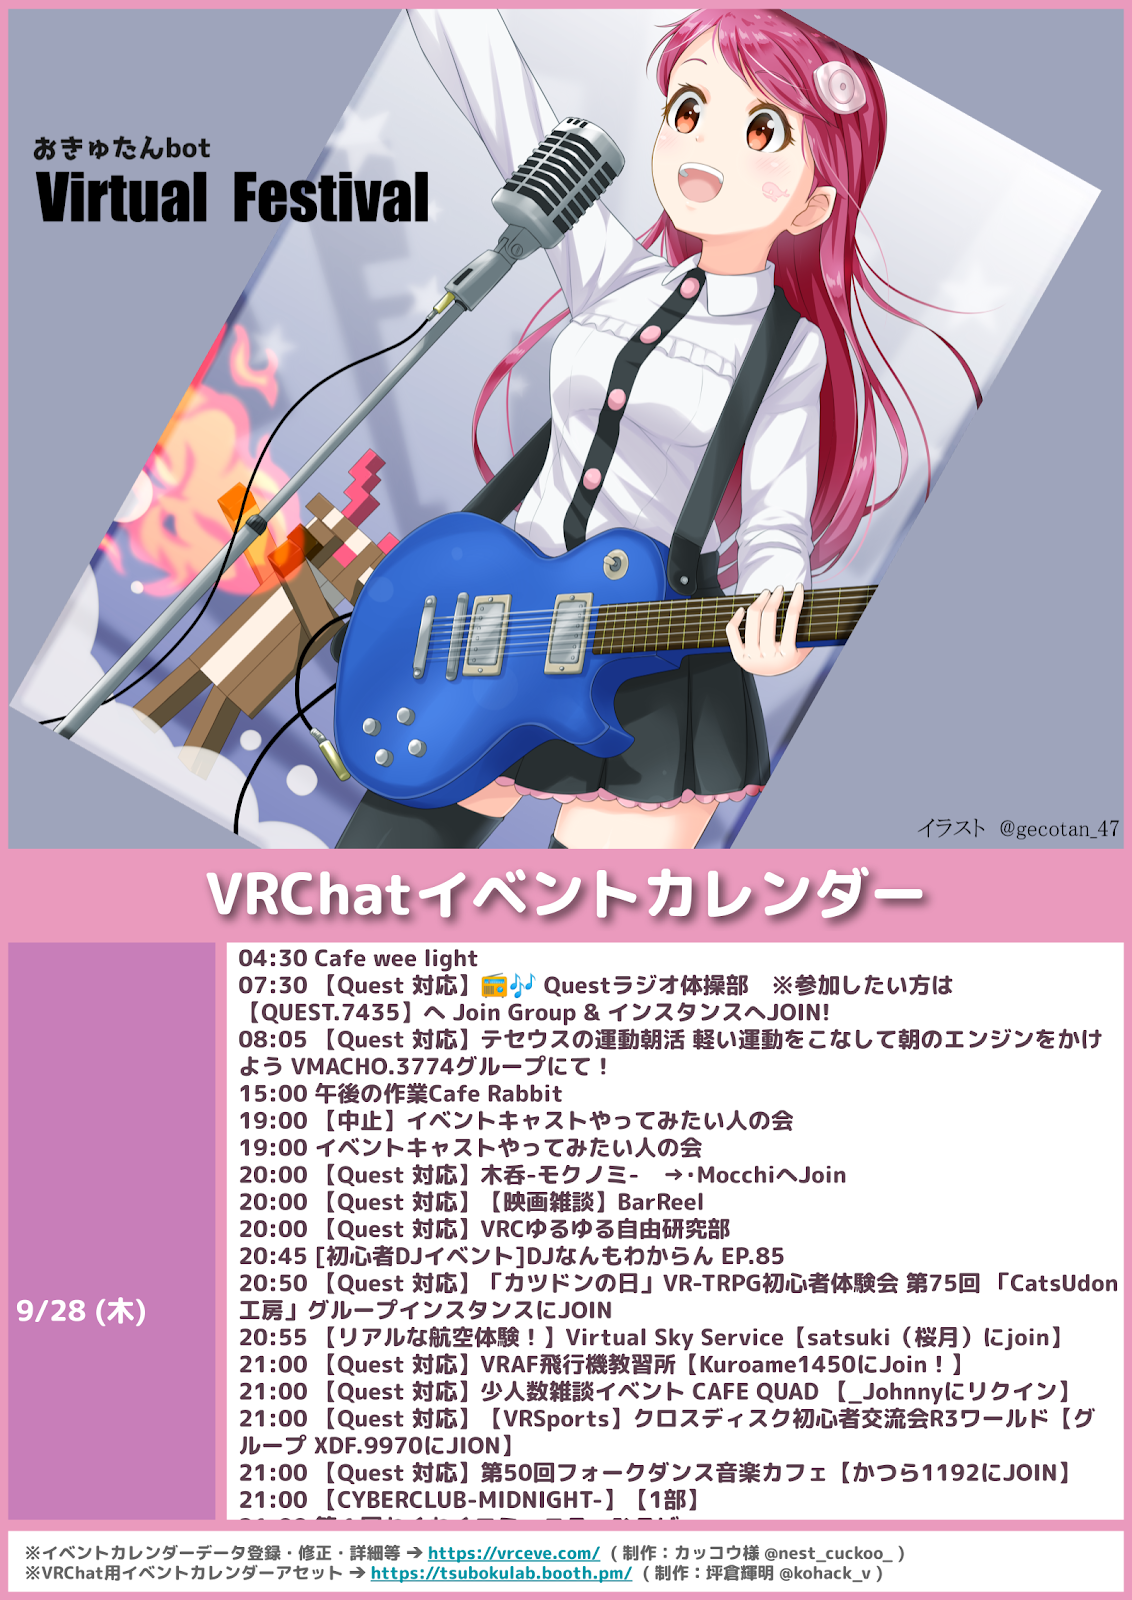 おきゅたんbot
Virtual Festival
イラスト @gecotan_47
VRChatイベントカレンダー
9/28 (木)
04:30 Cafe wee light
07:30 【Quest 対応】📻🎶 Questラジオ体操部　※参加したい方は
【QUEST.7435】へ Join Group & インスタンスへJOIN!
08:05 【Quest 対応】テセウスの運動朝活 軽い運動をこなして朝のエンジンをかけ
よう VMACHO.3774グループにて！
15:00 午後の作業Cafe Rabbit
19:00 【中止】イベントキャストやってみたい人の会
19:00 イベントキャストやってみたい人の会
20:00 【Quest 対応】木呑-モクノミ-　→･MocchiへJoin
20:00 【Quest 対応】【映画雑談】BarReel
20:00 【Quest 対応】VRCゆるゆる自由研究部
20:45 [初心者DJイベント]DJなんもわからん EP.85
20:50 【Quest 対応】「カツドンの日」VR-TRPG初心者体験会 第75回 「CatsUdon
工房」グループインスタンスにJOIN
20:55 【リアルな航空体験！】Virtual Sky Service【satsuki（桜月）にjoin】
21:00 【Quest 対応】VRAF飛行機教習所【Kuroame1450にJoin！】
21:00 【Quest 対応】少人数雑談イベント CAFE QUAD 【_Johnnyにリクイン】
21:00 【Quest 対応】【VRSports】クロスディスク初心者交流会R3ワールド【グ
ループ XDF.9970にJION】
21:00 【Quest 対応】第50回フォークダンス音楽カフェ【かつら1192にJOIN】
21:00 【CYBERCLUB-MIDNIGHT-】【1部】
※イベントカレンダーデータ登録・修正・詳細等 ➔ https://vrceve.com/ ( 制作：カッコウ様 @nest_cuckoo_ )
※VRChat用イベントカレンダーアセット ➔ https://tsubokulab.booth.pm/ ( 制作：坪倉輝明 @kohack_v )